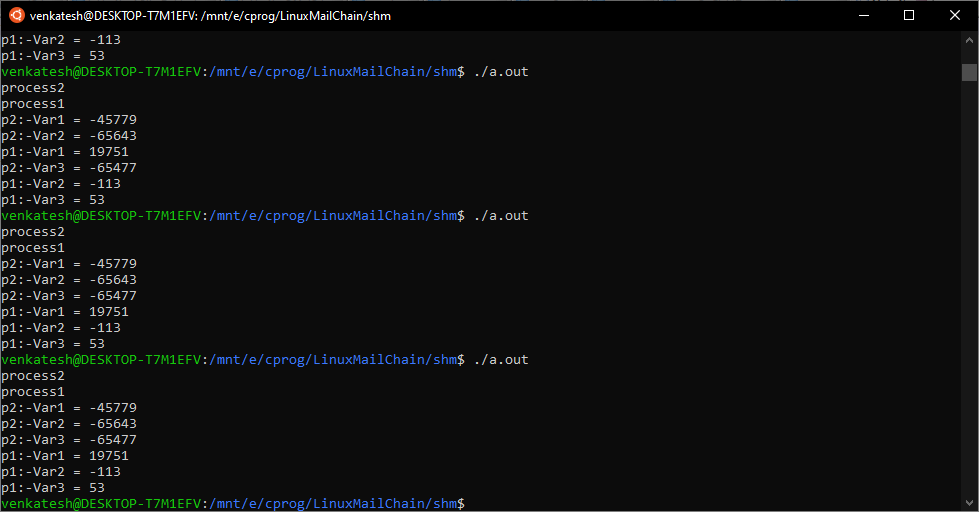 venkatesh@DESKTOP-T7M1EFV: /mnt/e/cprog/LinuxMailChain/shm
p1:-Var2 = -113
p1:-Var3 = 53
venkatesh@DESKTOP-T7M1EFV:/mnt/e/cprog/LinuxMailChain/shm$ ./a.out
process2
process1
p2:-Var1 = -45779
p2:-Var2 = -65643
p1:-Var1 = 19751
p2:-Var3 = -65477
p1:-Var2 = -113
p1:-Var3 = 53
venkatesh@DESKTOP-T7M1EFV:/mnt/e/cprog/LinuxMailChain/shm$ ./a.out
process2
process1
p2:-Var1 = -45779
p2:-Var2 = -65643
p2:-Var3 = -65477
p1:-Var1 = 19751
p1:-Var2 = -113
p1:-Var3 = 53
venkatesh@DESKTOP-T7M1EFV:/mnt/e/cprog/LinuxMailChain/shm$ ./a.out
process2
process1
p2:-Var1 = -45779
p2:-Var2 = -65643
p2:-Var3 = -65477
p1:-Var1 = 19751
p1:-Var2 = -113
p1:-Var3 = 53
venkatesh@DESKTOP-T7M1EFV:/mnt/e/cprog/LinuxMailChain/shm$